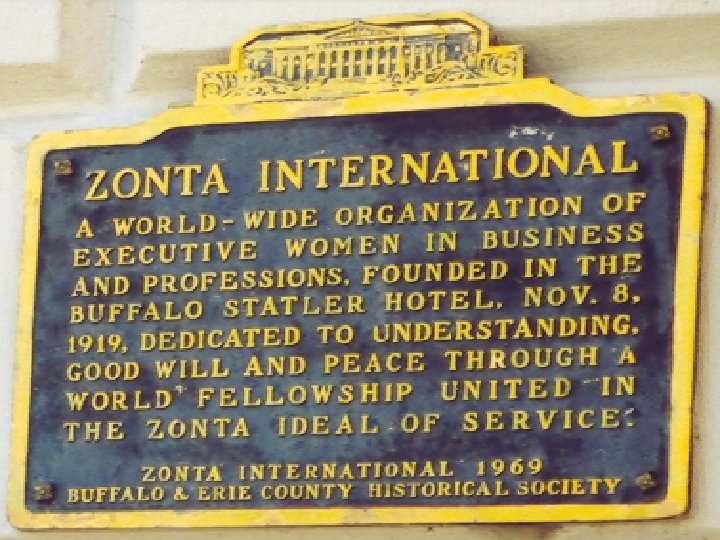 ZONTA INTERNATIONAL
A WORLD-WIDE ORGANIZATION OF
EXECUTIVE WOMEN IN BUSINESS
AND PROFESSIONS, FOUNDED IN THE
BUFFALO STATLER HOTEL, NOV. 8,
1919, DEDICATED TO UNDERSTANDING,
GOOD WILL AND PEACE THROUGH A
WORLD FELLOWSHIP UNITED IN
THE ZONTA IDEAL OF SERVICE.
ZONTA INTERNATIONAL 1969
BUFFALO & ERIE COUNTY HISTORICAL SOCIETY